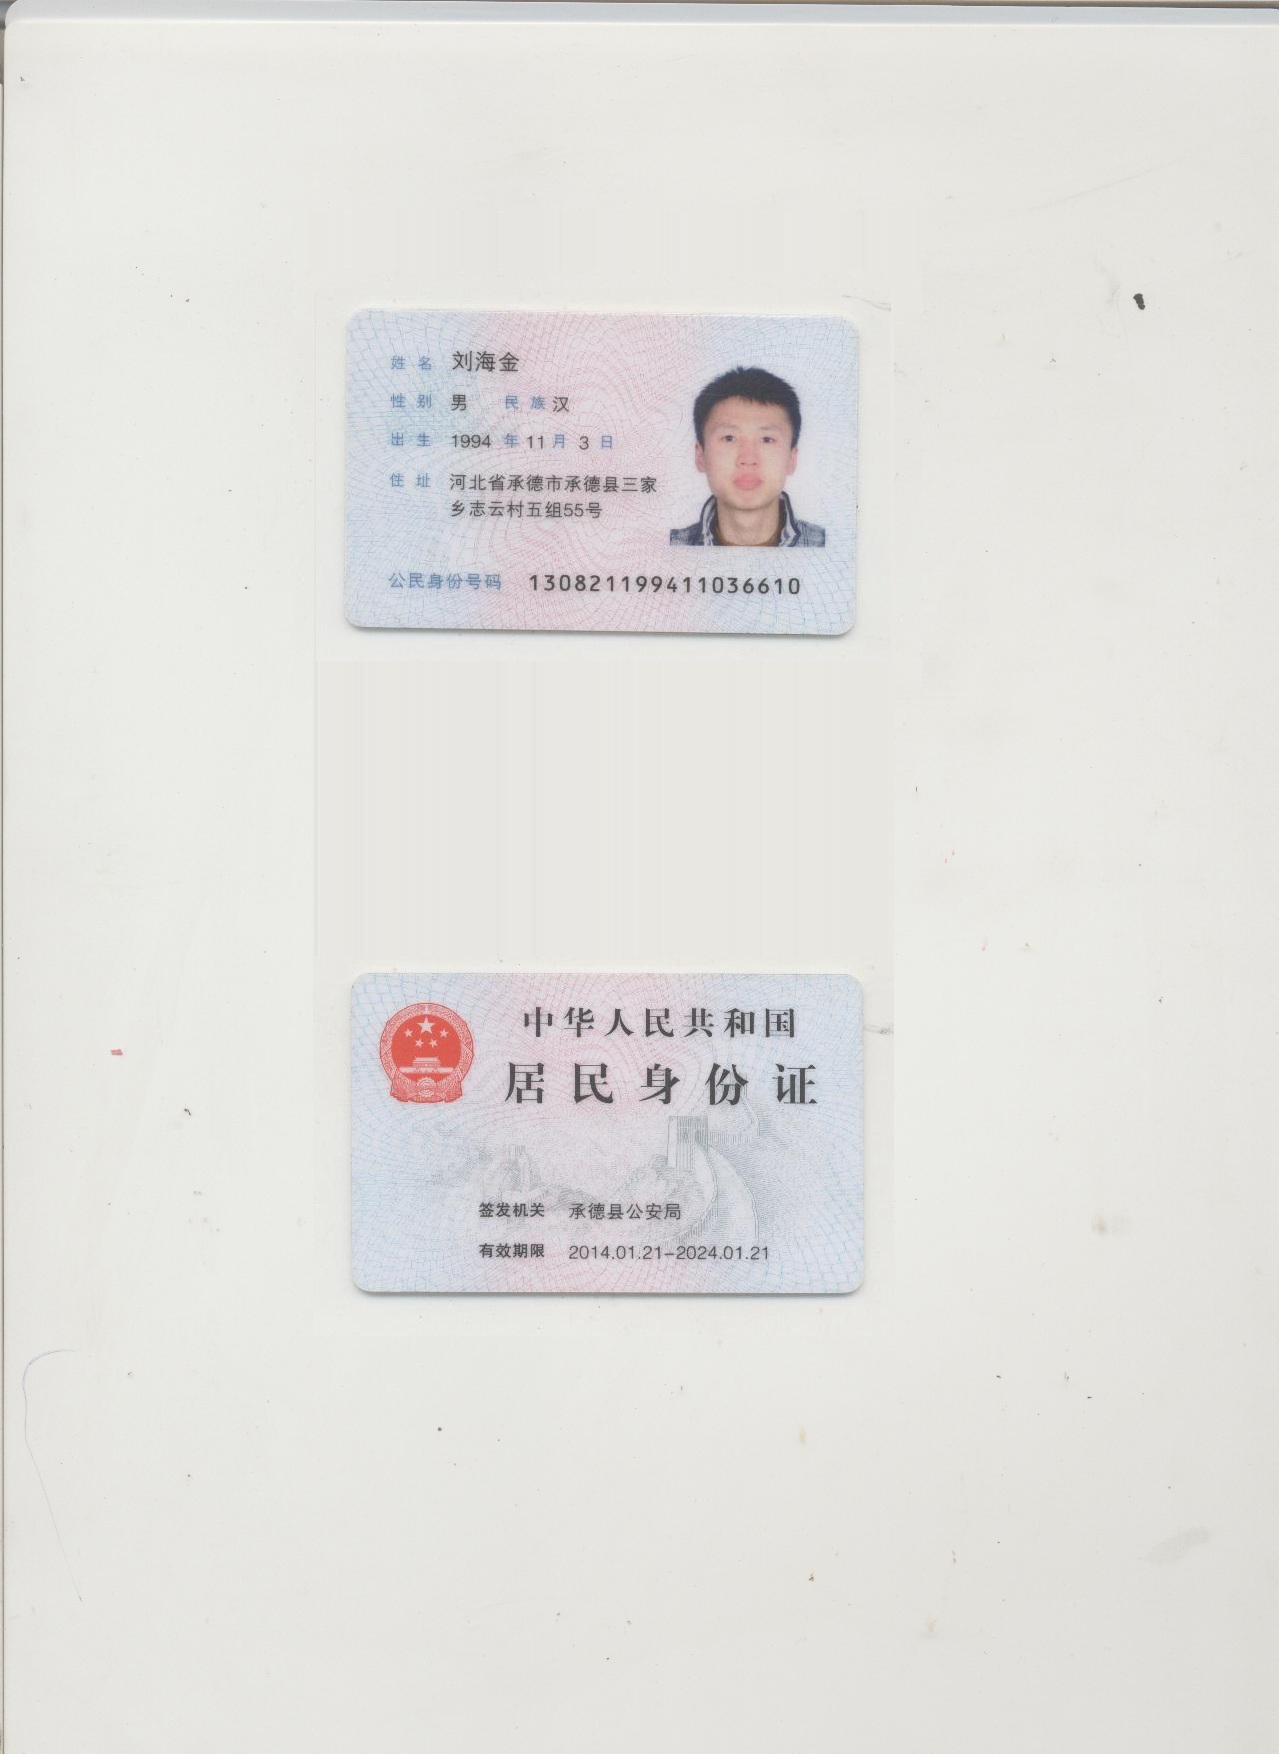 姓名 刘海金
性别 男 民族 汉
出生 1994 年 11 月 3 日
住址 河北省承德市承德县三家
乡志云村五组55号
公民身份号码 130821199411036610
中华人民共和国
居民身份证
签发机关 承德县公安局
有效期限 2014.01.21-2024.01.21